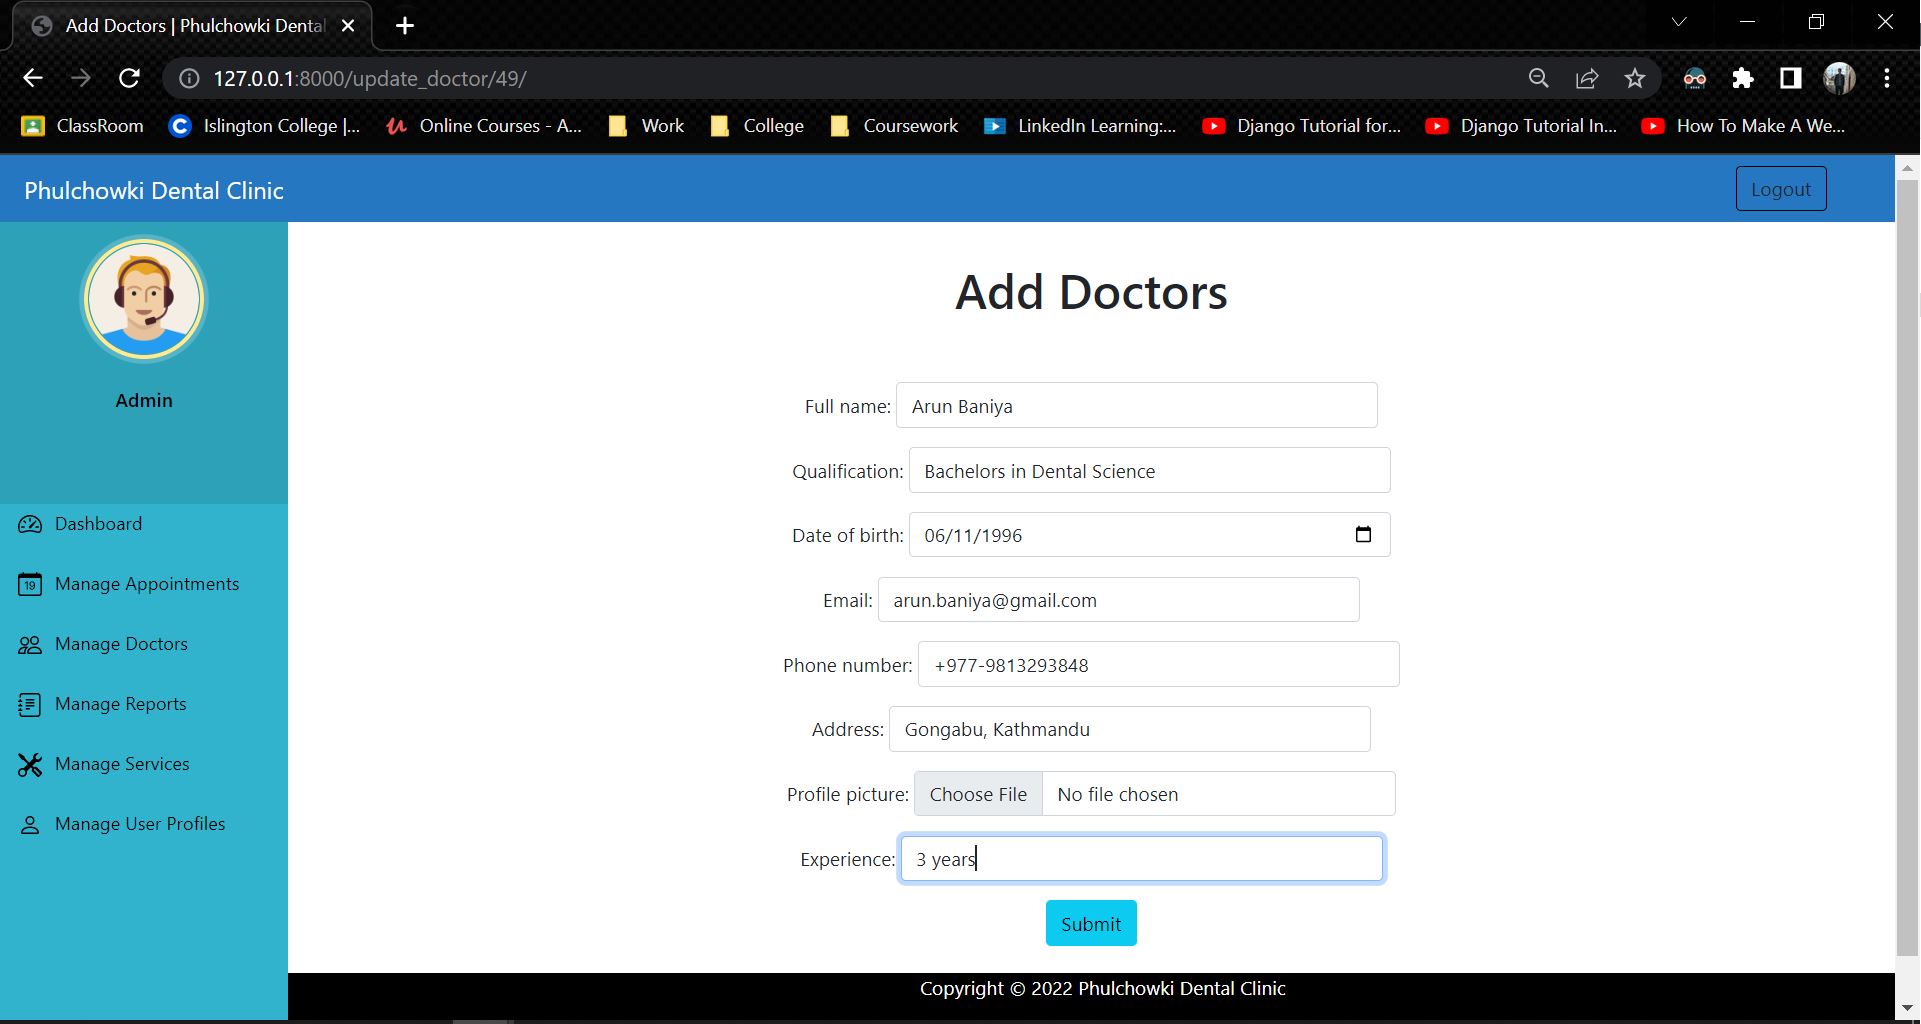 Add Doctors | Phulchowki Denta
127.0.0.1:8000/update_doctor/49/
ClassRoom
Islington College |...
Online Courses - A...
Work
College
Coursework
LinkedIn Learning:...
Django Tutorial for...
Django Tutorial In...
How To Make A We...
Phulchowki Dental Clinic
Logout
Admin
Dashboard
19
Manage Appointments
Manage Doctors
Manage Reports
Manage Services
Manage User Profiles
Add Doctors
Full name: Arun Baniya
Qualification: Bachelors in Dental Science
Date of birth: 06/11/1996
Email: arun.baniya@gmail.com
Phone number: +977-9813293848
Address: Gongabu, Kathmandu
Profile picture: Choose File No file chosen
Experience: 3 years
Submit
Copyright © 2022 Phulchowki Dental Clinic